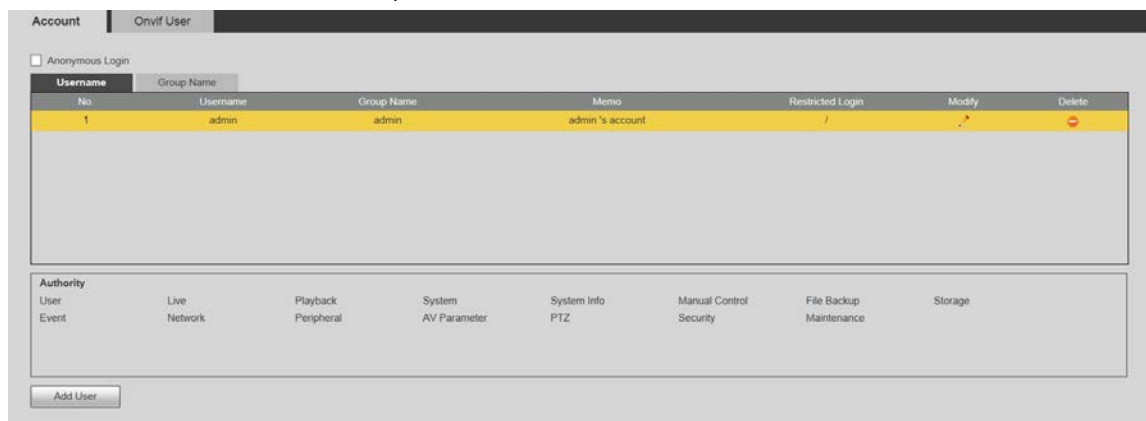 Account Onvif User
Anonymous Login
Username Group Name
No. Username Group Name Memo Restricted Login Modify Delete
1 admin admin admin 's account /
Authority
User Live Playback System System Info Manual Control File Backup Storage
Event Network Peripheral AV Parameter PTZ Security Maintenance
Add User